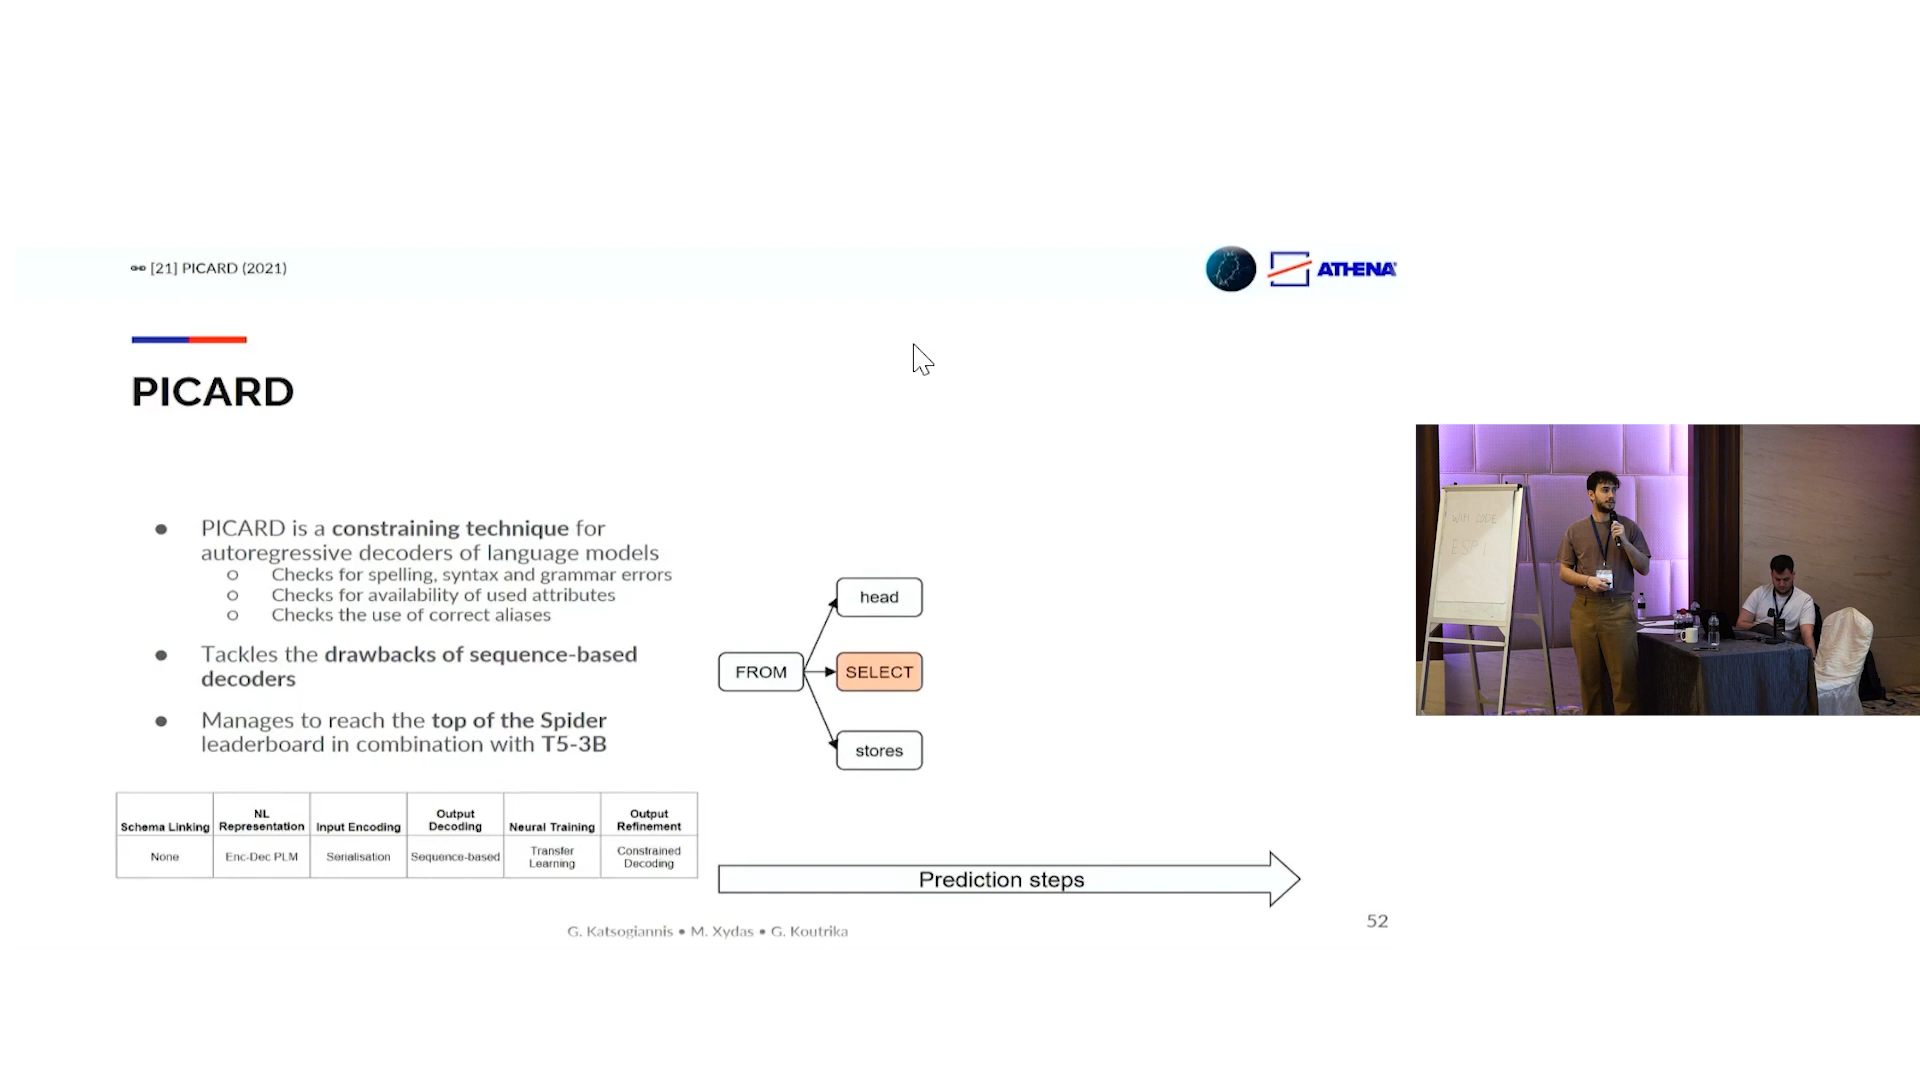 [21] PICARD (2021)
ATHENA
PICARD
● PICARD is a constraining technique for
autoregressive decoders of language models
○ Checks for spelling, syntax and grammar errors
○ Checks for availability of used attributes
○ Checks the use of correct aliases
● Tackles the drawbacks of sequence-based
decoders
● Manages to reach the top of the Spider
leaderboard in combination with T5-3B
head
FROM
SELECT
stores
Schema Linking
NL
Representation
Input Encoding
Output
Decoding
Neural Training
Output
Refinement
None
Enc-Dec PLM
Serialisation
Sequence-based
Transfer
Learning
Constrained
Decoding
Prediction steps
G. Katsogiannis ● M. Xydas ● G. Koutrika
52
WIFI CODE